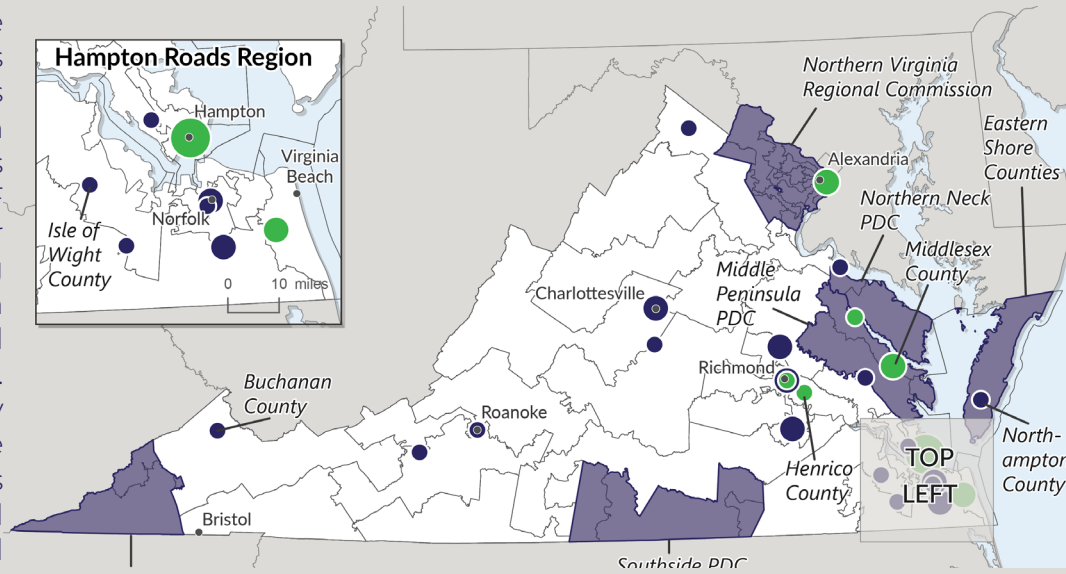 Hampton Roads Region
Hampton
Virginia
Beach
Norfolk
Isle of
Wight
County
0 10 miles
Northern Virginia
Regional Commission
Eastern
Shore
Counties
Alexandria
Northern Neck
PDC
Middlesex
County
Middle
Peninsula
PDC
Charlottesville
Richmond
Buchanan
County
Roanoke
Henrico
County
TOP
LEFT
North-
ampton
County
Bristol
Southside PDC